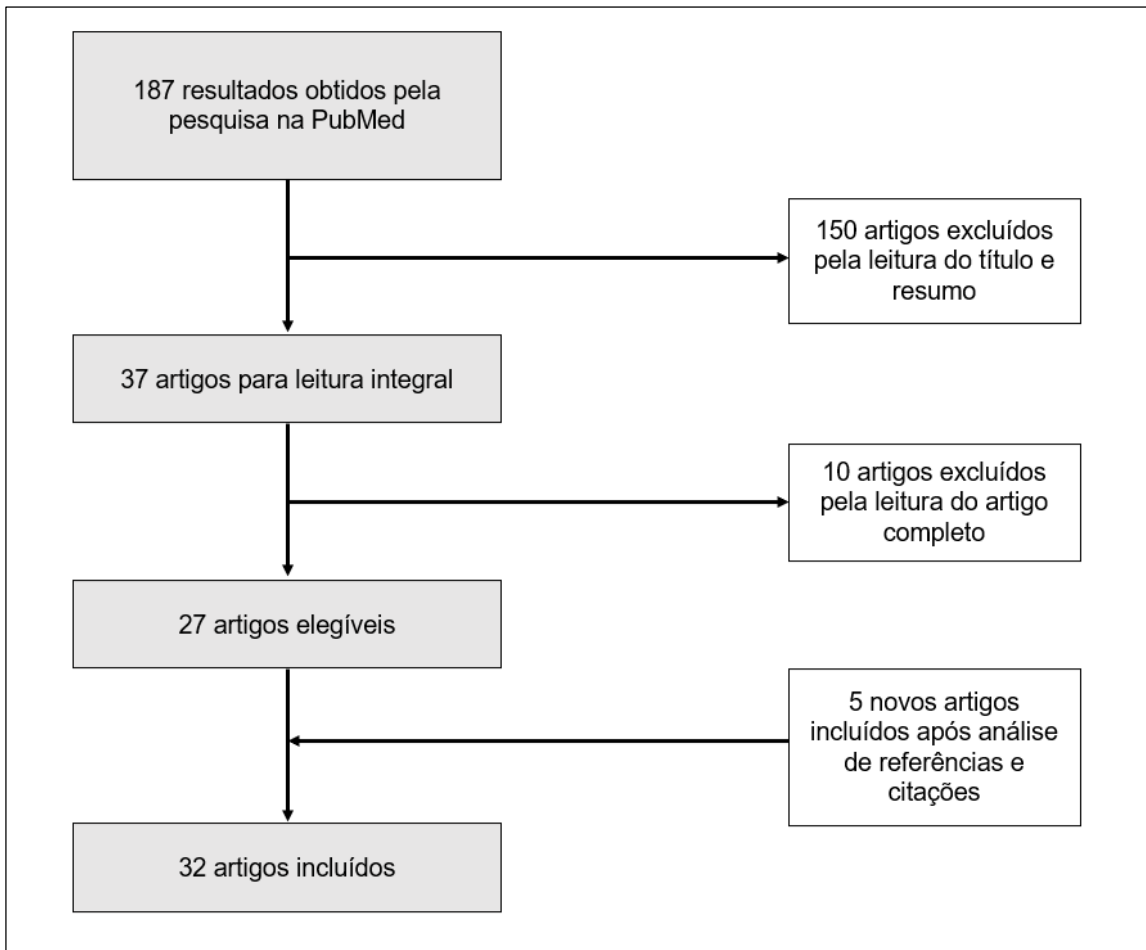 187 resultados obtidos pela
pesquisa na PubMed
150 artigos excluídos
pela leitura do título e
resumo
37 artigos para leitura integral
10 artigos excluídos
pela leitura do artigo
completo
27 artigos elegíveis
5 novos artigos
incluídos após análise
de referências e
citações
32 artigos incluídos